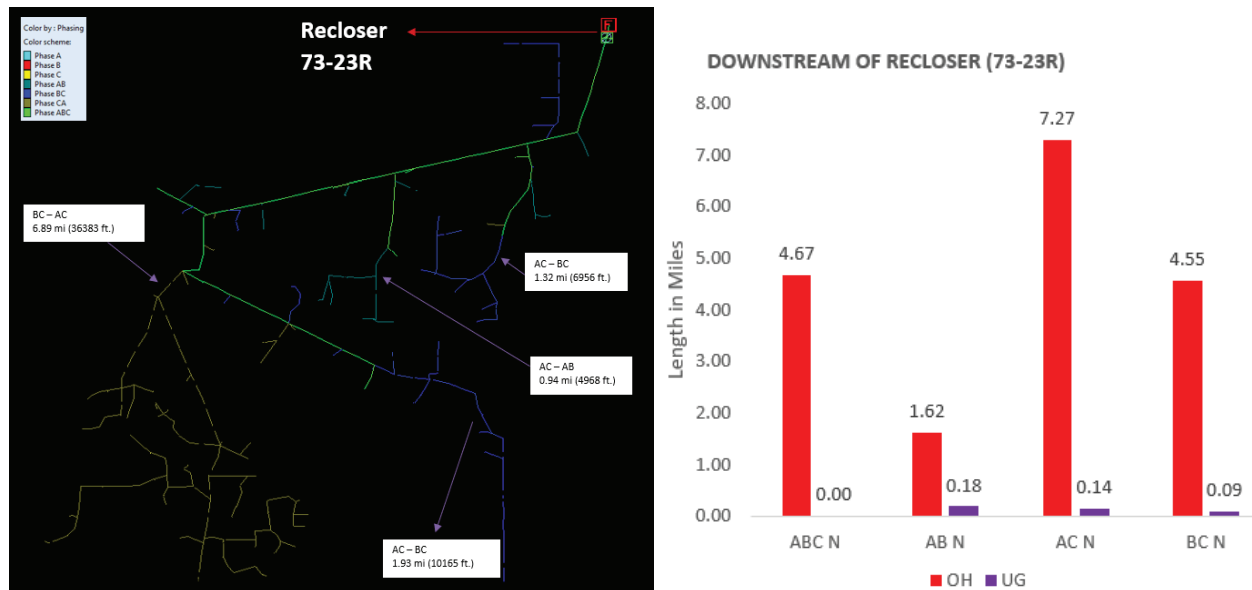 Color by : Phasing
Color scheme:
Phase A
Phase B
Phase C
Phase AB
Phase BC
Phase CA
Phase ABC
Recloser
73-23R
BC – AC
6.89 mi (36383 ft.)
AC – BC
1.32 mi (6956 ft.)
AC – AB
0.94 mi (4968 ft.)
AC – BC
1.93 mi (10165 ft.)
DOWNSTREAM OF RECLOSER (73-23R)
Length in Miles
8.00
7.00
6.00
5.00
4.00
3.00
2.00
1.00
0.00
4.67
0.00
1.62
0.18
7.27
0.14
4.55
0.09
ABC N
AB N
AC N
BC N
OH
UG